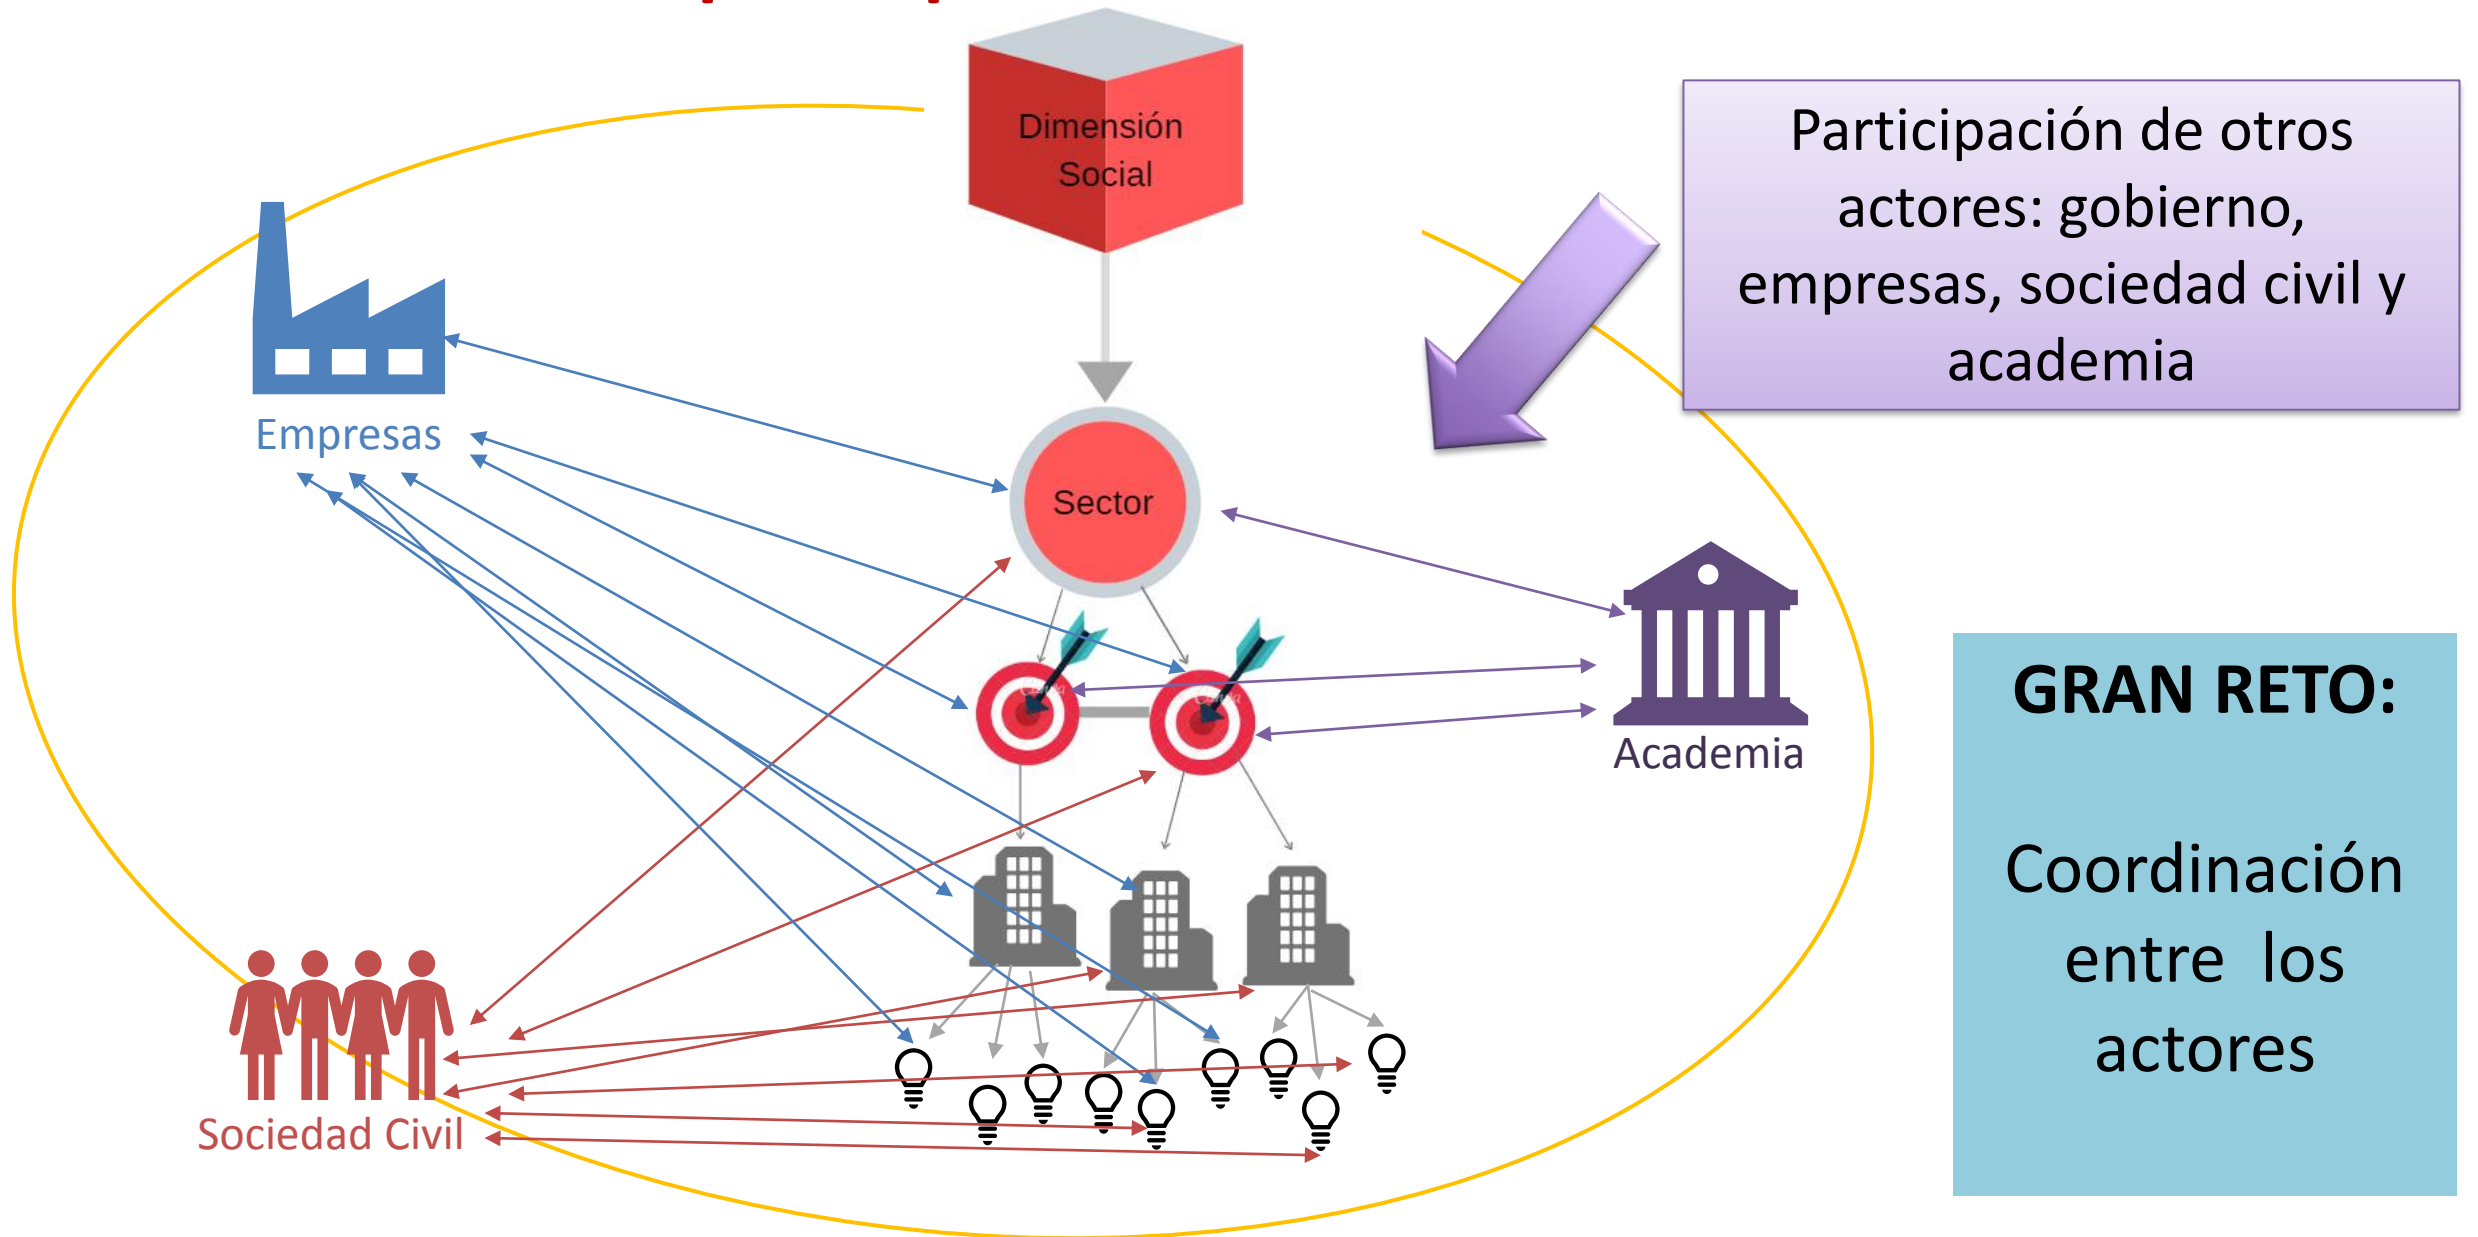 Dimensión
Social
Participación de otros
actores: gobierno,
empresas, sociedad civil y
academia
Empresas
Sector
GRAN RETO:
Academia
Coordinación
entre los
actores
Sociedad Civil